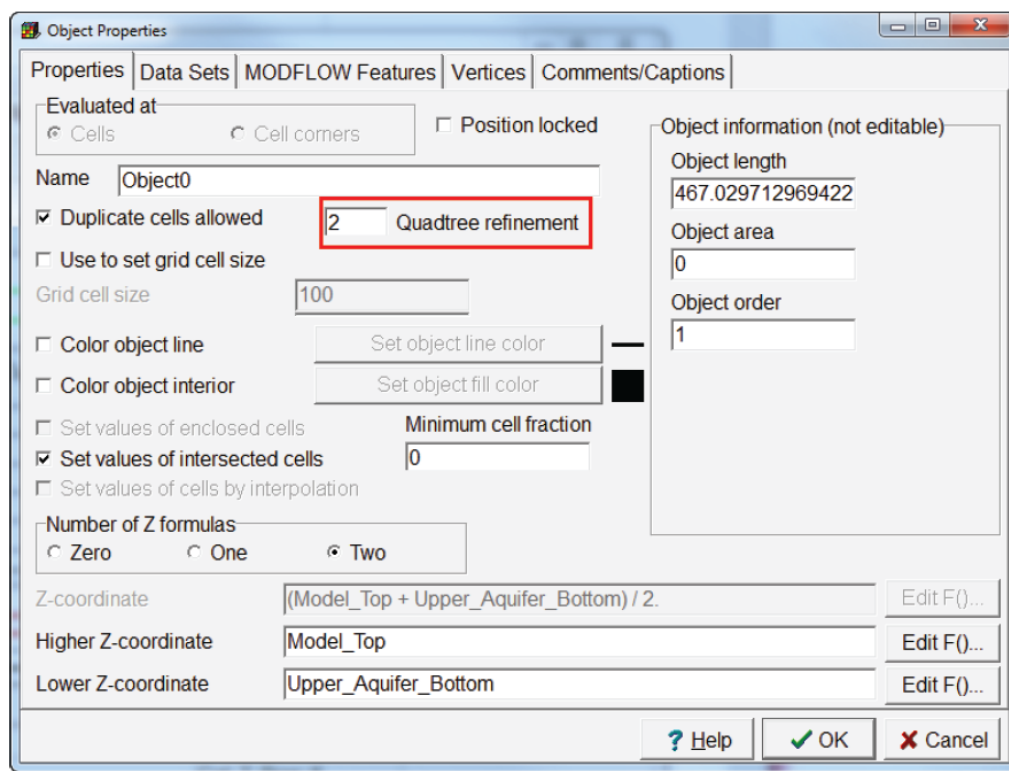 Object Properties
Properties Data Sets MODFLOW Features Vertices Comments/Captions
Evaluated at
Cells Cell corners
Position locked
Name Object0
Duplicate cells allowed
2 Quadtree refinement
Use to set grid cell size
Grid cell size 100
Color object line Set object line color
Color object interior Set object fill color
Set values of enclosed cells
Minimum cell fraction
Set values of intersected cells 0
Set values of cells by interpolation
Object information (not editable)
Object length
467.029712969422
Object area
0
Object order
1
Number of Z formulas
Zero One Two
Z-coordinate (Model_Top + Upper_Aquifer_Bottom) / 2. Edit F()...
Higher Z-coordinate Model_Top Edit F()...
Lower Z-coordinate Upper_Aquifer_Bottom Edit F()...
? Help OK Cancel